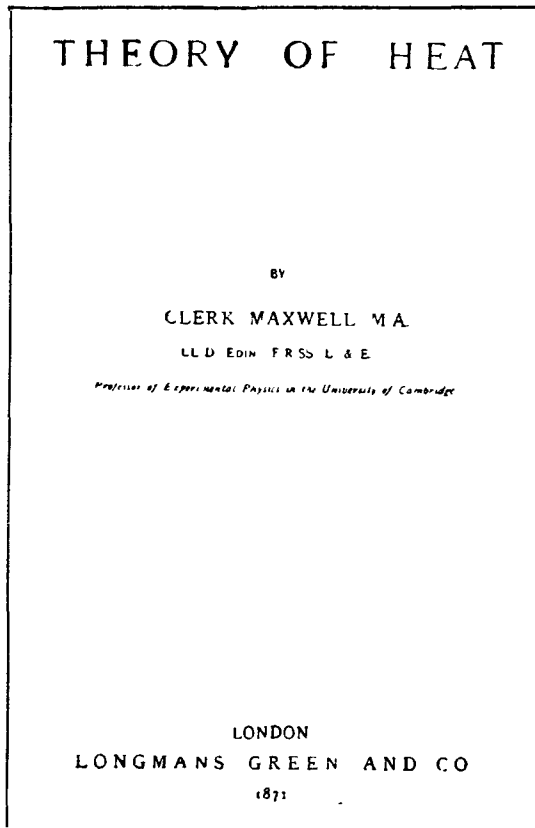 THEORY OF HEAT
BY
CLERK MAXWELL M A
LL D EDIN F R SS L & E
Professor of Experimental Physics in the University of Cambridge
LONDON
LONGMANS GREEN AND CO
1871